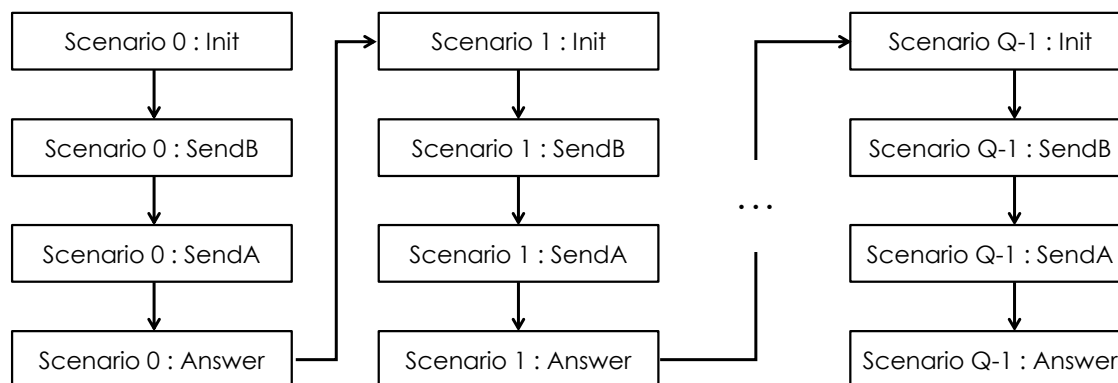 Scenario 0 : Init
Scenario 0 : SendB
Scenario 0 : SendA
Scenario 0 : Answer
Scenario 1 : Init
Scenario 1 : SendB
Scenario 1 : SendA
Scenario 1 : Answer
...
Scenario Q-1 : Init
Scenario Q-1 : SendB
Scenario Q-1 : SendA
Scenario Q-1 : Answer